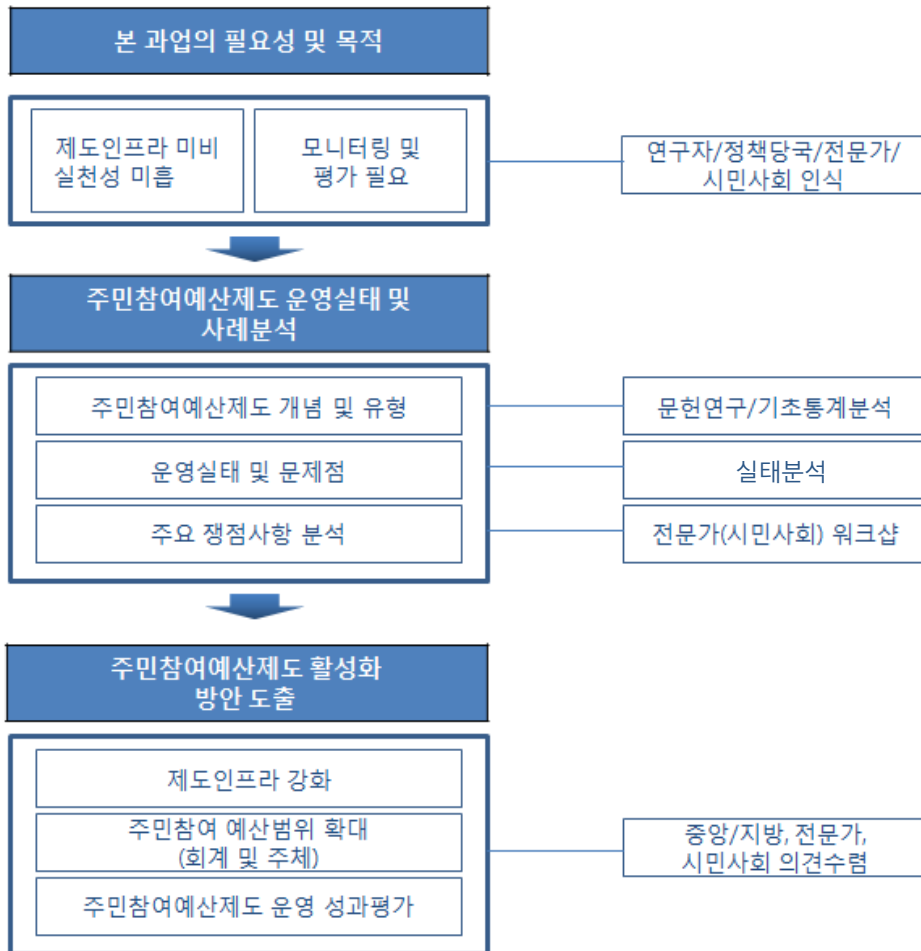 본 과업의 필요성 및 목적
제도인프라 미비
실천성 미흡
모니터링 및
평가 필요
연구자/정책당국/전문가/
시민사회 인식
주민참여예산제도 운영실태 및
사례분석
주민참여예산제도 개념 및 유형
문헌연구/기초통계분석
운영실태 및 문제점
실태분석
주요 쟁점사항 분석
전문가(시민사회) 워크샵
주민참여예산제도 활성화
방안 도출
제도인프라 강화
주민참여 예산범위 확대
(회계 및 주체)
중앙/지방, 전문가,
시민사회 의견수렴
주민참여예산제도 운영 성과평가